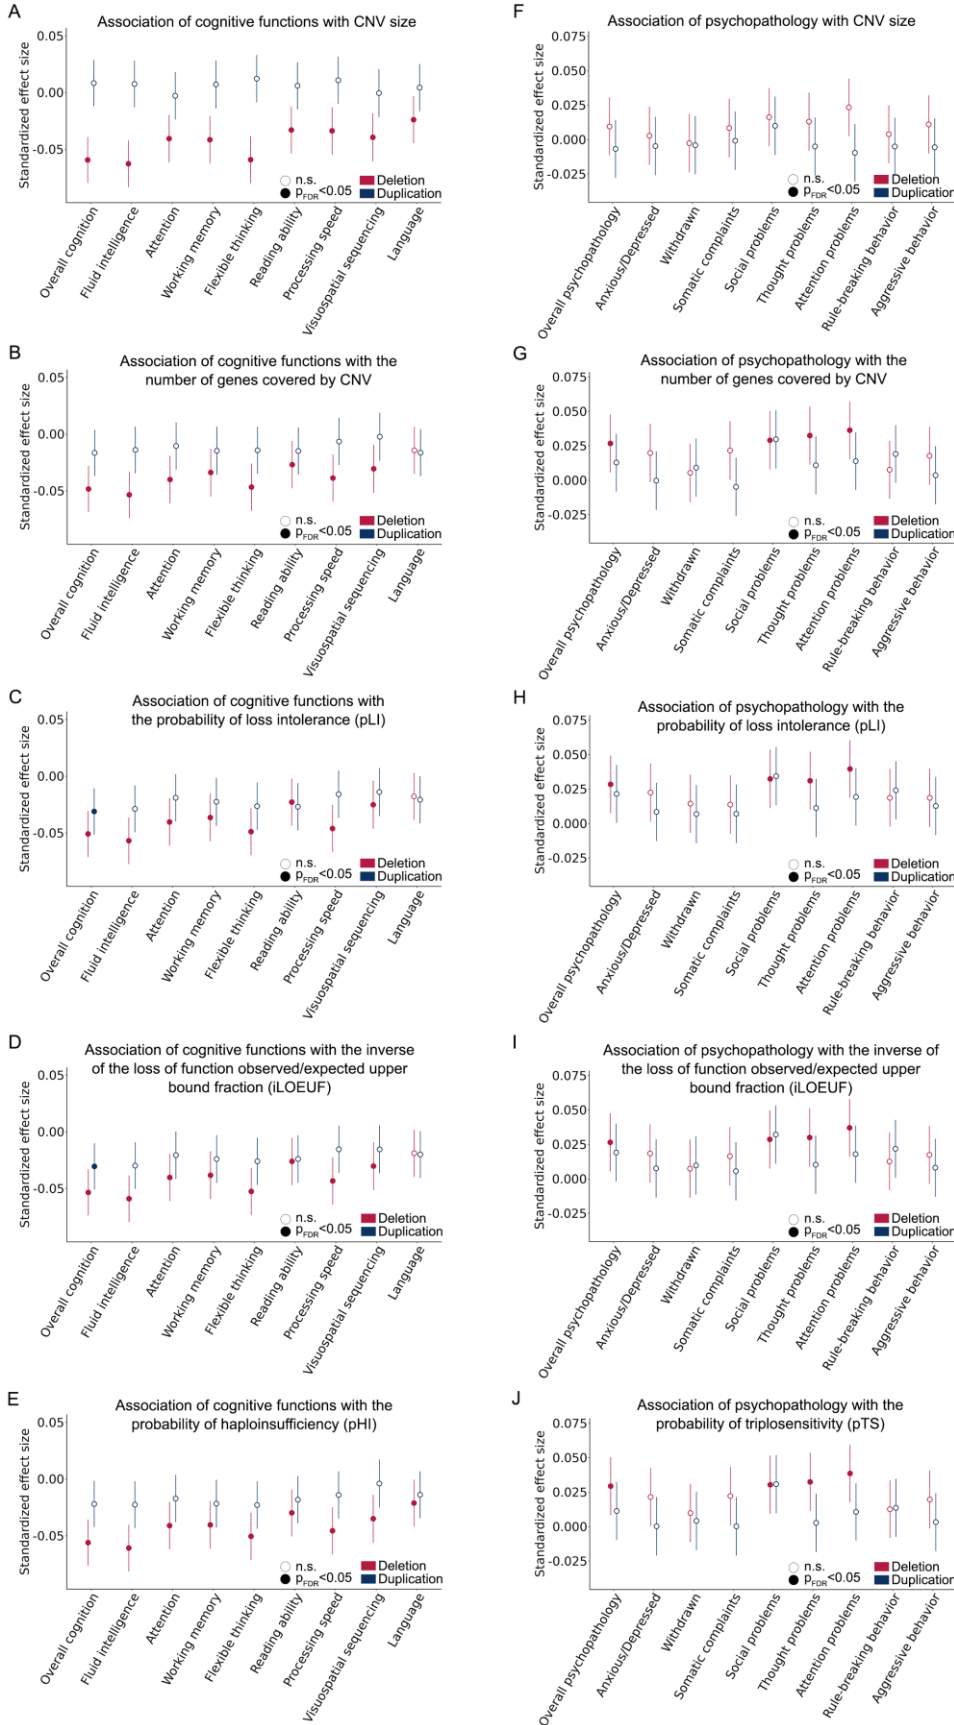 A
Association of cognitive functions with CNV size
Standardized effect size
0.05
0.00
−0.05
n.s.
pFDR<0.05
Deletion
Duplication
Overall cognition
Fluid intelligence
Attention
Working memory
Flexible thinking
Reading ability
Processing speed
Visuospatial sequencing
Language
F
Association of psychopathology with CNV size
Standardized effect size
0.075
0.050
0.025
0.000
−0.025
n.s.
pFDR<0.05
Deletion
Duplication
Overall psychopathology
Anxious/Depressed
Withdrawn
Somatic complaints
Social problems
Thought problems
Attention problems
Rule-breaking behavior
Aggressive behavior
B
Association of cognitive functions with the
number of genes covered by CNV
Standardized effect size
0.05
0.00
−0.05
n.s.
pFDR<0.05
Deletion
Duplication
Overall cognition
Fluid intelligence
Attention
Working memory
Flexible thinking
Reading ability
Processing speed
Visuospatial sequencing
Language
G
Association of psychopathology with the
number of genes covered by CNV
Standardized effect size
0.075
0.050
0.025
0.000
−0.025
n.s.
pFDR<0.05
Deletion
Duplication
Overall psychopathology
Anxious/Depressed
Withdrawn
Somatic complaints
Social problems
Thought problems
Attention problems
Rule-breaking behavior
Aggressive behavior
C
Association of cognitive functions with
the probability of loss intolerance (pLI)
Standardized effect size
0.05
0.00
−0.05
n.s.
pFDR<0.05
Deletion
Duplication
Overall cognition
Fluid intelligence
Attention
Working memory
Flexible thinking
Reading ability
Processing speed
Visuospatial sequencing
Language
H
Association of psychopathology with the
probability of loss intolerance (pLI)
Standardized effect size
0.075
0.050
0.025
0.000
−0.025
n.s.
pFDR<0.05
Deletion
Duplication
Overall psychopathology
Anxious/Depressed
Withdrawn
Somatic complaints
Social problems
Thought problems
Attention problems
Rule-breaking behavior
Aggressive behavior
D
Association of cognitive functions with the inverse
of the loss of function observed/expected upper
bound fraction (iLOEUF)
Standardized effect size
0.05
0.00
−0.05
n.s.
pFDR<0.05
Deletion
Duplication
Overall cognition
Fluid intelligence
Attention
Working memory
Flexible thinking
Reading ability
Processing speed
Visuospatial sequencing
Language
I
Association of psychopathology with the inverse of
the loss of function observed/expected upper
bound fraction (iLOEUF)
Standardized effect size
0.075
0.050
0.025
0.000
−0.025
n.s.
pFDR<0.05
Deletion
Duplication
Overall psychopathology
Anxious/Depressed
Withdrawn
Somatic complaints
Social problems
Thought problems
Attention problems
Rule-breaking behavior
Aggressive behavior
E
Association of cognitive functions with the
probability of haploinsufficiency (pHI)
Standardized effect size
0.05
0.00
−0.05
n.s.
pFDR<0.05
Deletion
Duplication
Overall cognition
Fluid intelligence
Attention
Working memory
Flexible thinking
Reading ability
Processing speed
Visuospatial sequencing
Language
J
Association of psychopathology with the
probability of triplosensitivity (pTS)
Standardized effect size
0.075
0.050
0.025
0.000
−0.025
n.s.
pFDR<0.05
Deletion
Duplication
Overall psychopathology
Anxious/Depressed
Withdrawn
Somatic complaints
Social problems
Thought problems
Attention problems
Rule-breaking behavior
Aggressive behavior